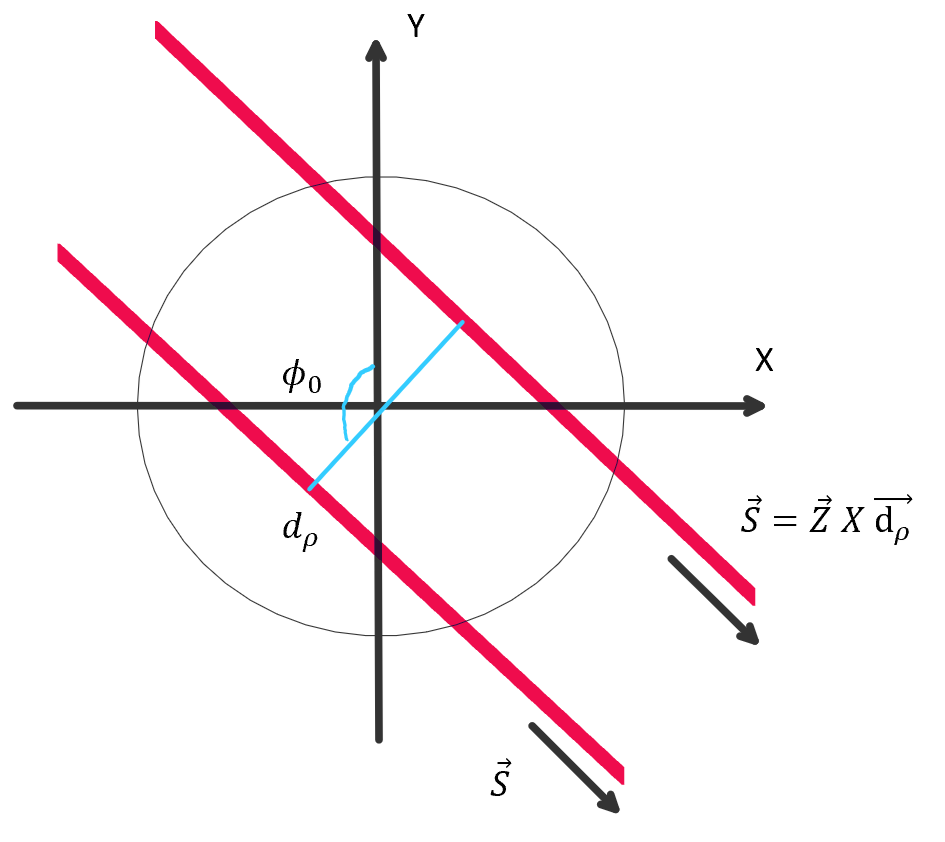 Y
ϕ₀
X
S⃗ = Z⃗ X d⃗ᵨ
dᵨ
S⃗